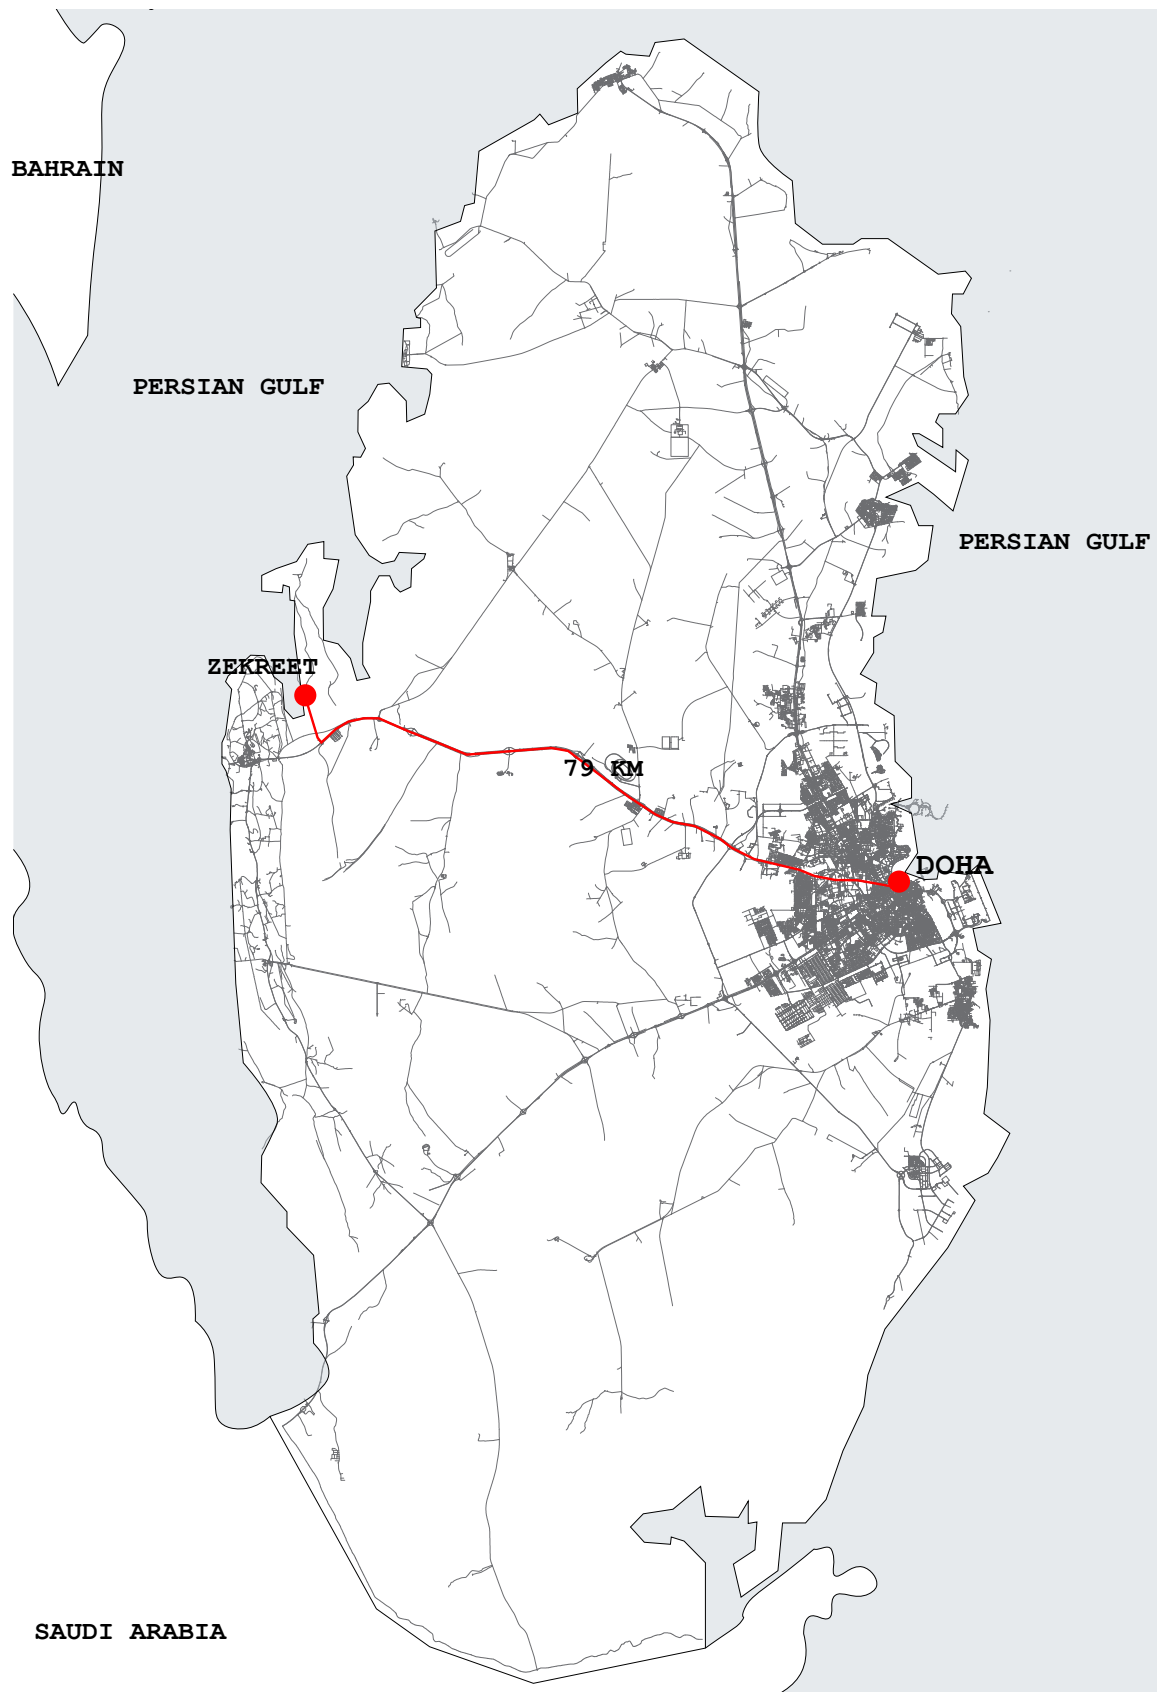 BAHRAIN
PERSIAN GULF
PERSIAN GULF
ZEKREET
79 KM
DOHA
SAUDI ARABIA